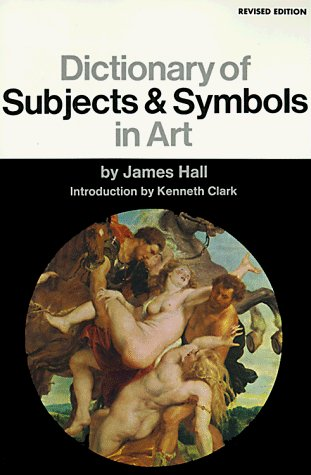 REVISED EDITION
Dictionary of
Subjects & Symbols
in Art
by James Hall
Introduction by Kenneth Clark